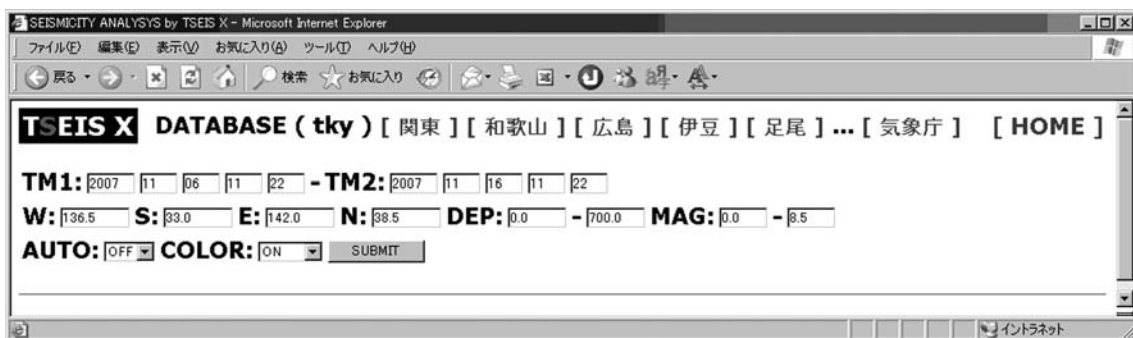 SEISMICITY ANALYSYS by TSEIS X - Microsoft Internet Explorer
ファイル(F) 編集(E) 表示(V) お気に入り(A) ツール(T) ヘルプ(H)
戻る 検索 お気に入り
TSEIS X DATABASE ( tky ) [ 関東 ] [ 和歌山 ] [ 広島 ] [ 伊豆 ] [ 足尾 ] ... [ 気象庁 ] [ HOME ]
TM1: 2007 11 06 11 22 - TM2: 2007 11 16 11 22
W: 136.5 S: 33.0 E: 142.0 N: 38.5 DEP: 0.0 - 700.0 MAG: 0.0 - 8.5
AUTO: OFF COLOR: ON SUBMIT
イントラネット